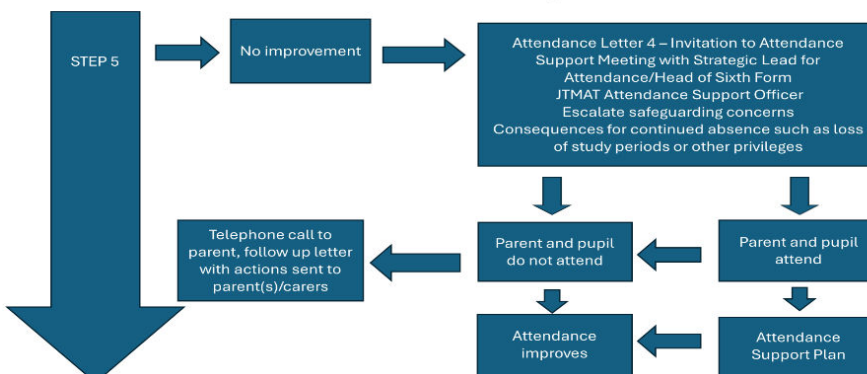 STEP 5
No improvement
Attendance Letter 4 – Invitation to Attendance
Support Meeting with Strategic Lead for
Attendance/Head of Sixth Form
JTMAT Attendance Support Officer
Escalate safeguarding concerns
Consequences for continued absence such as loss
of study periods or other privileges
Telephone call to
parent, follow up letter
with actions sent to
parent(s)/carers
Parent and pupil
do not attend
Parent and pupil
attend
Attendance
improves
Attendance
Support Plan